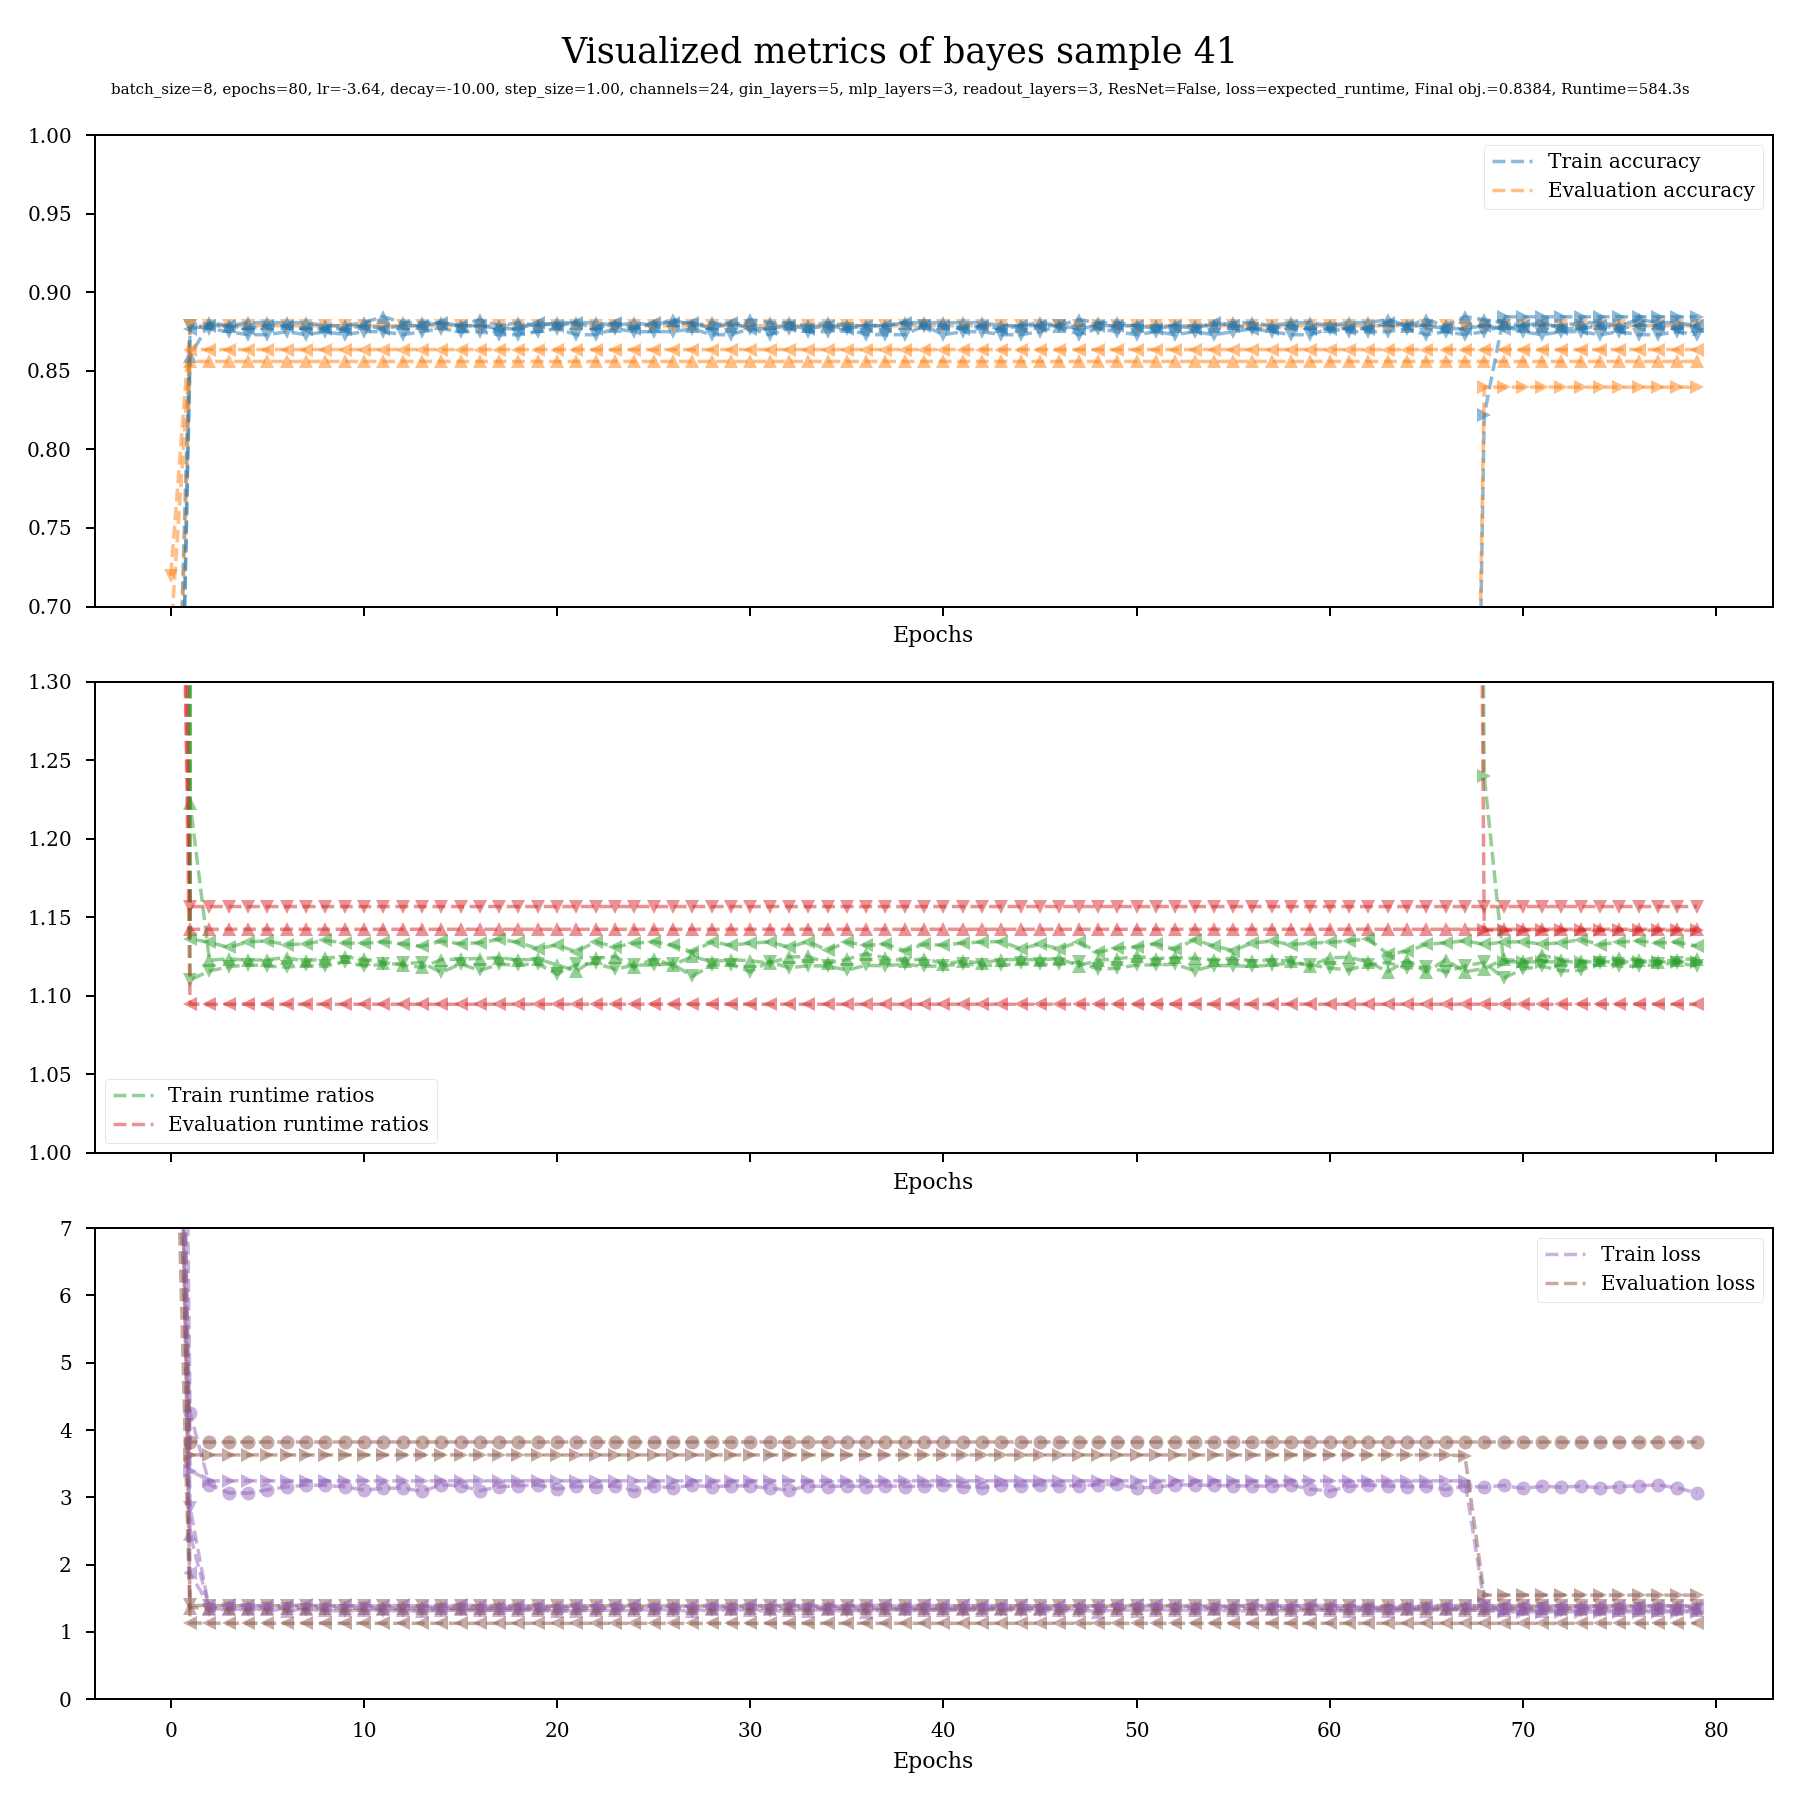 Visualized metrics of bayes sample 41
batch_size=8, epochs=80, lr=-3.64, decay=-10.00, step_size=1.00, channels=24, gin_layers=5, mlp_layers=3, readout_layers=3, ResNet=False, loss=expected_runtime, Final obj.=0.8384, Runtime=584.3s
1.00
0.95
0.90
0.85
0.80
0.75
0.70
Train accuracy
Evaluation accuracy
Epochs
1.30
1.25
1.20
1.15
1.10
1.05
1.00
Train runtime ratios
Evaluation runtime ratios
Epochs
7
6
5
4
3
2
1
0
Train loss
Evaluation loss
0 10 20 30 40 50 60 70 80
Epochs